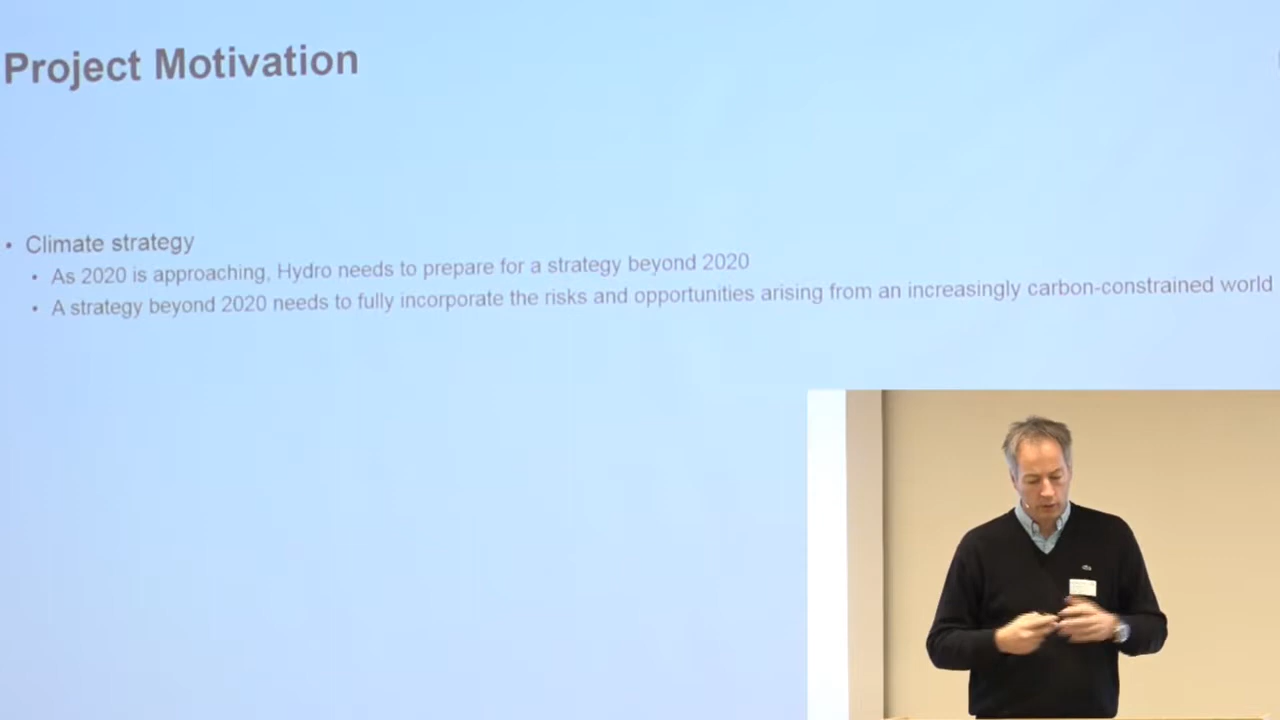 Project Motivation
• Climate strategy
• As 2020 is approaching, Hydro needs to prepare for a strategy beyond 2020
• A strategy beyond 2020 needs to fully incorporate the risks and opportunities arising from an increasingly carbon-constrained world